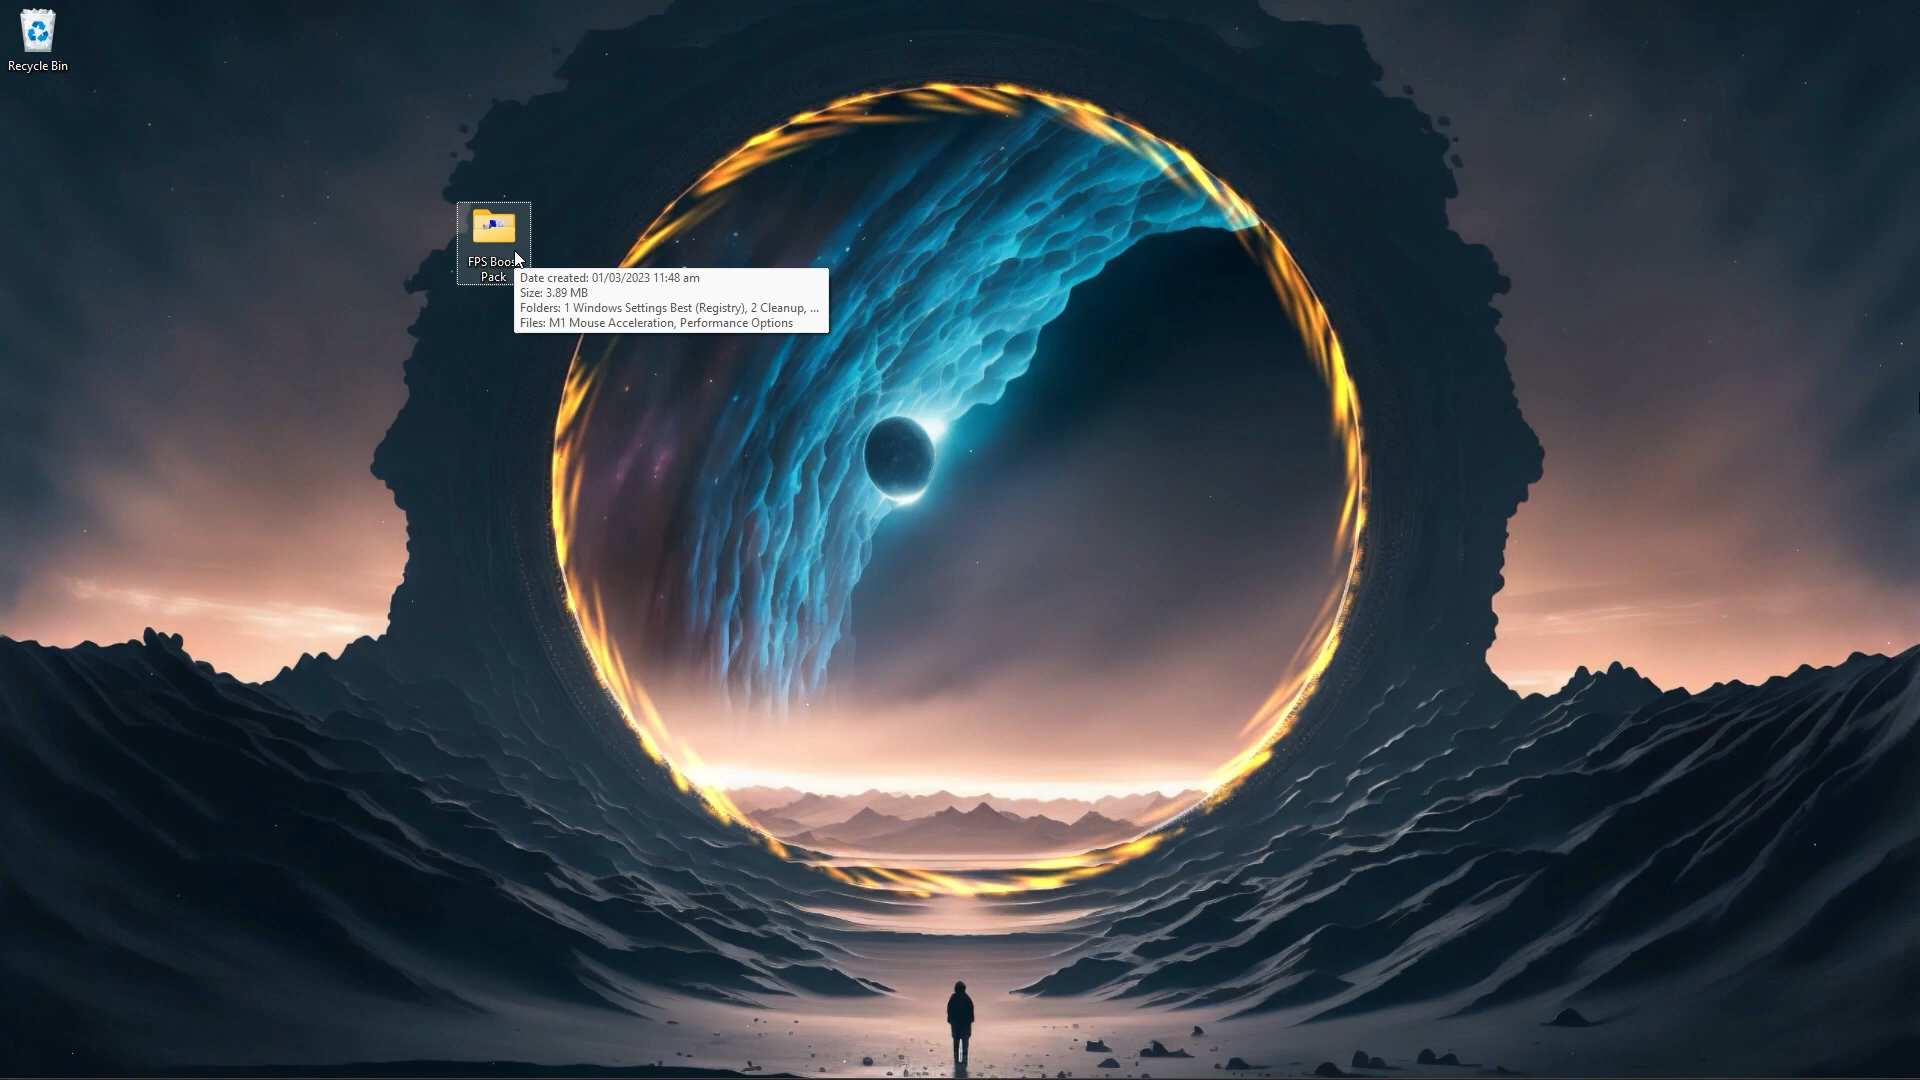 Recycle Bin
FPS Boos
Pack
Date created: 01/03/2023 11:48 am
Size: 3.89 MB
Folders: 1 Windows Settings Best (Registry), 2 Cleanup, ...
Files: M1 Mouse Acceleration, Performance Options